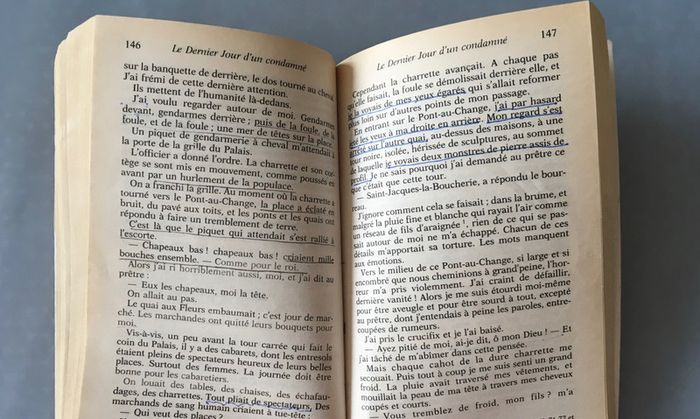 146
Le Dernier Jour d'un condamné
sur la banquette de derrière, le dos tourné au cheval.
J'ai frémi de cette dernière attention.
Ils mettent de l'humanité là-dedans.
J'ai voulu regarder autour de moi. Gendarmes
devant, gendarmes derrière; puis de la foule, de la
foule, et de la foule; une mer de têtes sur la place.
Un piquet de gendarmerie à cheval m'attendait à
la porte de la grille du Palais.
L'officier a donné l'ordre. La charrette et son cor-
tège se sont mis en mouvement, comme poussés en
avant par un hurlement de la populace.
On a franchi la grille. Au moment où la charrette a
tourné vers le Pont-au-Change, la place a éclaté en
bruit, du pavé aux toits, et les ponts et les quais ont
répondu à faire un tremblement de terre.
C'est là que le piquet qui attendait s'est rallié à
l'escorte.
— Chapeaux bas! chapeaux bas! criaient mille
bouches ensemble. — Comme pour le roi.
Alors j'ai ri horriblement aussi, moi, et j'ai dit au
prêtre:
— Eux les chapeaux, moi la tête.
On allait au pas.
Le quai aux Fleurs embaumait; c'est jour de mar-
ché. Les marchandes ont quitté leurs bouquets pour
moi.
Vis-à-vis, un peu avant la tour carrée qui fait le
coin du Palais, il y a des cabarets, dont les entresols
étaient pleins de spectateurs heureux de leurs belles
places. Surtout des femmes. La journée doit être
bonne pour les cabaretiers.
On louait des tables, des chaises, des échafau-
dages, des charrettes. Tout pliait de spectateurs. Des
marchands de sang humain criaient à tue-tête:
— Qui veut des places?
Le Dernier Jour d'un condamné
147
Cependant la charrette avançait. A chaque pas
qu'elle faisait, la foule se démolissait derrière elle, et
je la voyais de mes yeux égarés qui s'allait reformer
plus loin sur d'autres points de mon passage.
En entrant sur le Pont-au-Change, j'ai par hasard
jeté les yeux à ma droite en arrière. Mon regard s'est
arrêté sur l'autre quai, au-dessus des maisons, à une
tour noire, isolée, hérissée de sculptures, au sommet
de laquelle je voyais deux monstres de pierre assis de
profil. Je ne sais pourquoi j'ai demandé au prêtre ce
que c'était que cette tour.
— Saint-Jacques-la-Boucherie, a répondu le bour-
reau.
J'ignore comment cela se faisait; dans la brume, et
malgré la pluie fine et blanche qui rayait l'air comme
un réseau de fils d'araignée, rien de ce qui se pas-
sait autour de moi ne m'a échappé. Chacun de ces
détails m'apportait sa torture. Les mots manquent
aux émotions.
Vers le milieu de ce Pont-au-Change, si large et si
encombré que nous cheminions à grand'peine, l'hor-
reur m'a pris violemment. J'ai craint de défaillir,
dernière vanité! Alors je me suis étourdi moi-même
pour être aveugle et pour être sourd à tout, excepté
au prêtre, dont j'entendais à peine les paroles, entre-
coupées de rumeurs.
J'ai pris le crucifix et je l'ai baisé.
— Ayez pitié de moi, ai-je dit, ô mon Dieu! — Et
j'ai tâché de m'abîmer dans cette pensée.
Mais chaque cahot de la dure charrette me
secouait. Puis tout à coup je me suis senti un grand
froid. La pluie avait traversé mes vêtements, et
mouillait la peau de ma tête à travers mes cheveux
coupés et courts.
— Vous tremblez de froid, mon fils? m'a